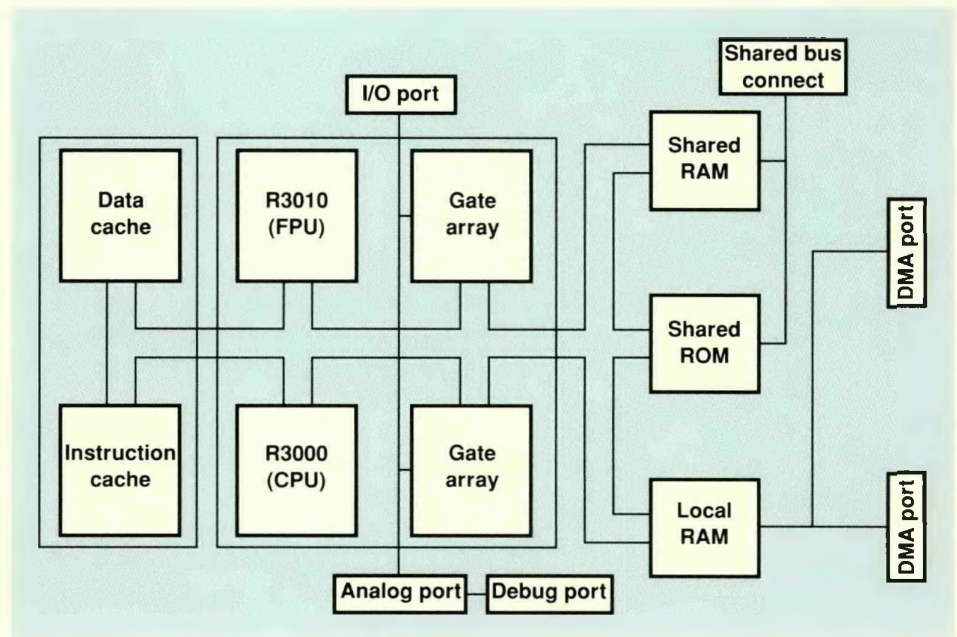 Shared bus
connect
I/O port
Data
cache
R3010
(FPU)
Gate
array
Shared
RAM
DMA port
Shared
ROM
Instruction
cache
R3000
(CPU)
Gate
array
Local
RAM
DMA port
Analog port
Debug port